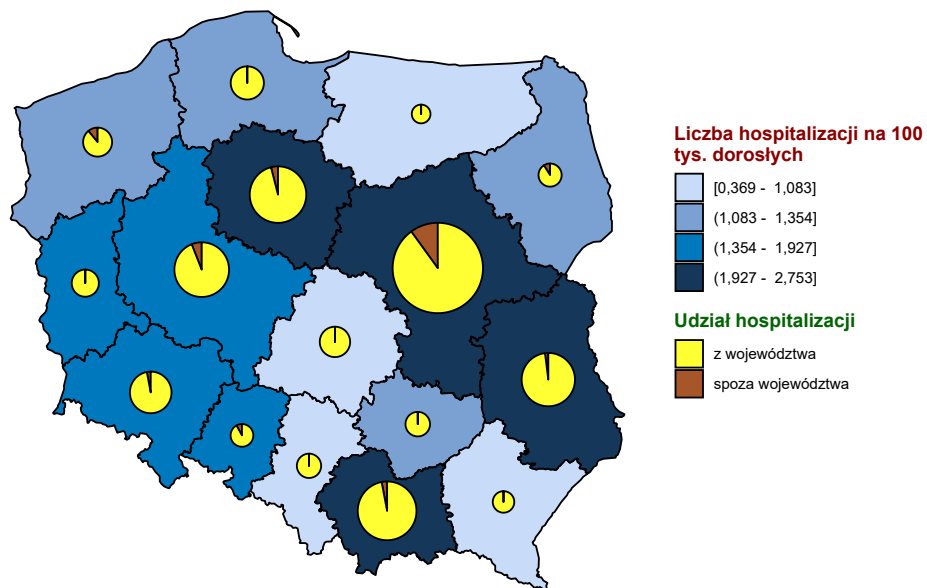 Liczba hospitalizacji na 100
tys. dorosłych
[0,369 - 1,083]
(1,083 - 1,354]
(1,354 - 1,927]
(1,927 - 2,753]
Udział hospitalizacji
z województwa
spoza województwa